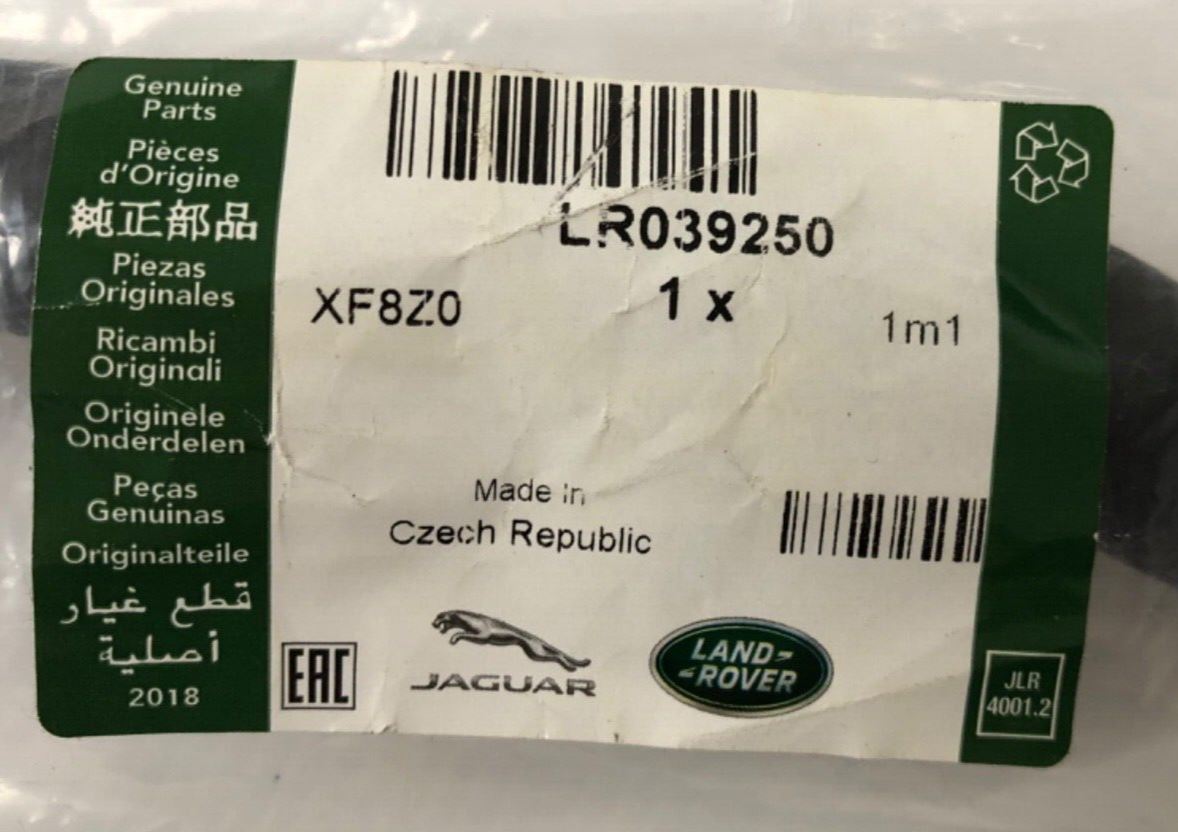 Genuine
Parts
Pièces
d'Origine
純正部品
Piezas
Originales
Ricambi
Originali
Originele
Onderdelen
Peças
Genuinas
Originalteile
قطع غيار
أصلية
2018
LR039250
XF8Z0
1 x
1m1
Made in
Czech Republic
EAC
JAGUAR
LAND-
-ROVER
JLR
4001.2